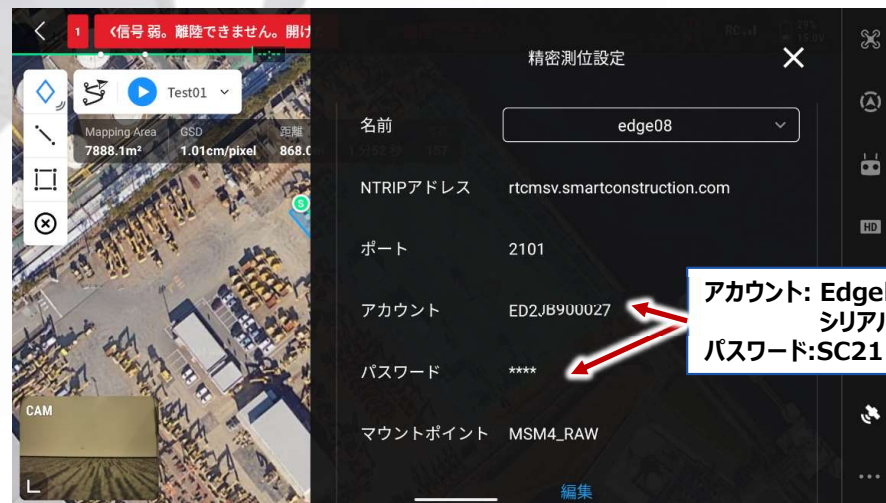 1
信号 弱。離陸できません。開け
精密測位設定
Test01
Mapping Area
7888.1m²
GSD
1.01cm/pixel
距離
868.0
名前
edge08
NTRIPアドレス
rtcmsv.smartconstruction.com
ポート
2101
アカウント
ED2JB900027
パスワード
****
マウントポイント
MSM4_RAW
編集
HD
CAM
アカウント: Edge
シリアル
パスワード:SC21